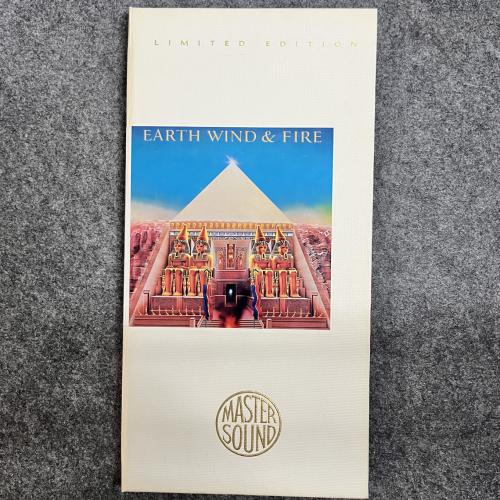 LIMITED EDITION
EARTH WIND & FIRE
MASTER
SOUND